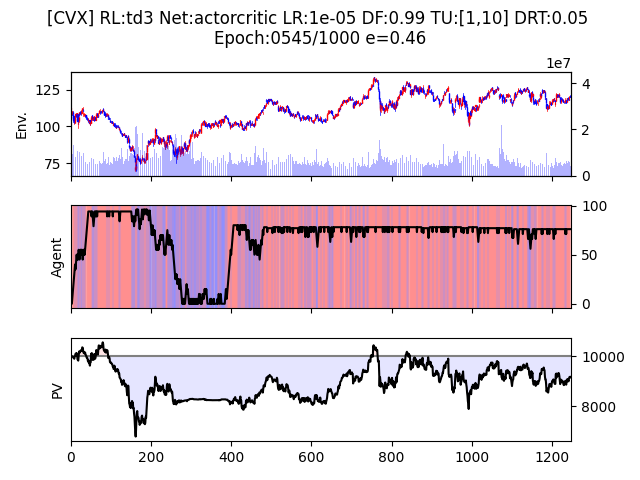 [CVX] RL:td3 Net:actorcritic LR:1e-05 DF:0.99 TU:[1,10] DRT:0.05
Epoch:0545/1000 e=0.46
1e7
125
100
75
Env.
4
2
0
Agent
100
50
0
PV
10000
8000
0 200 400 600 800 1000 1200